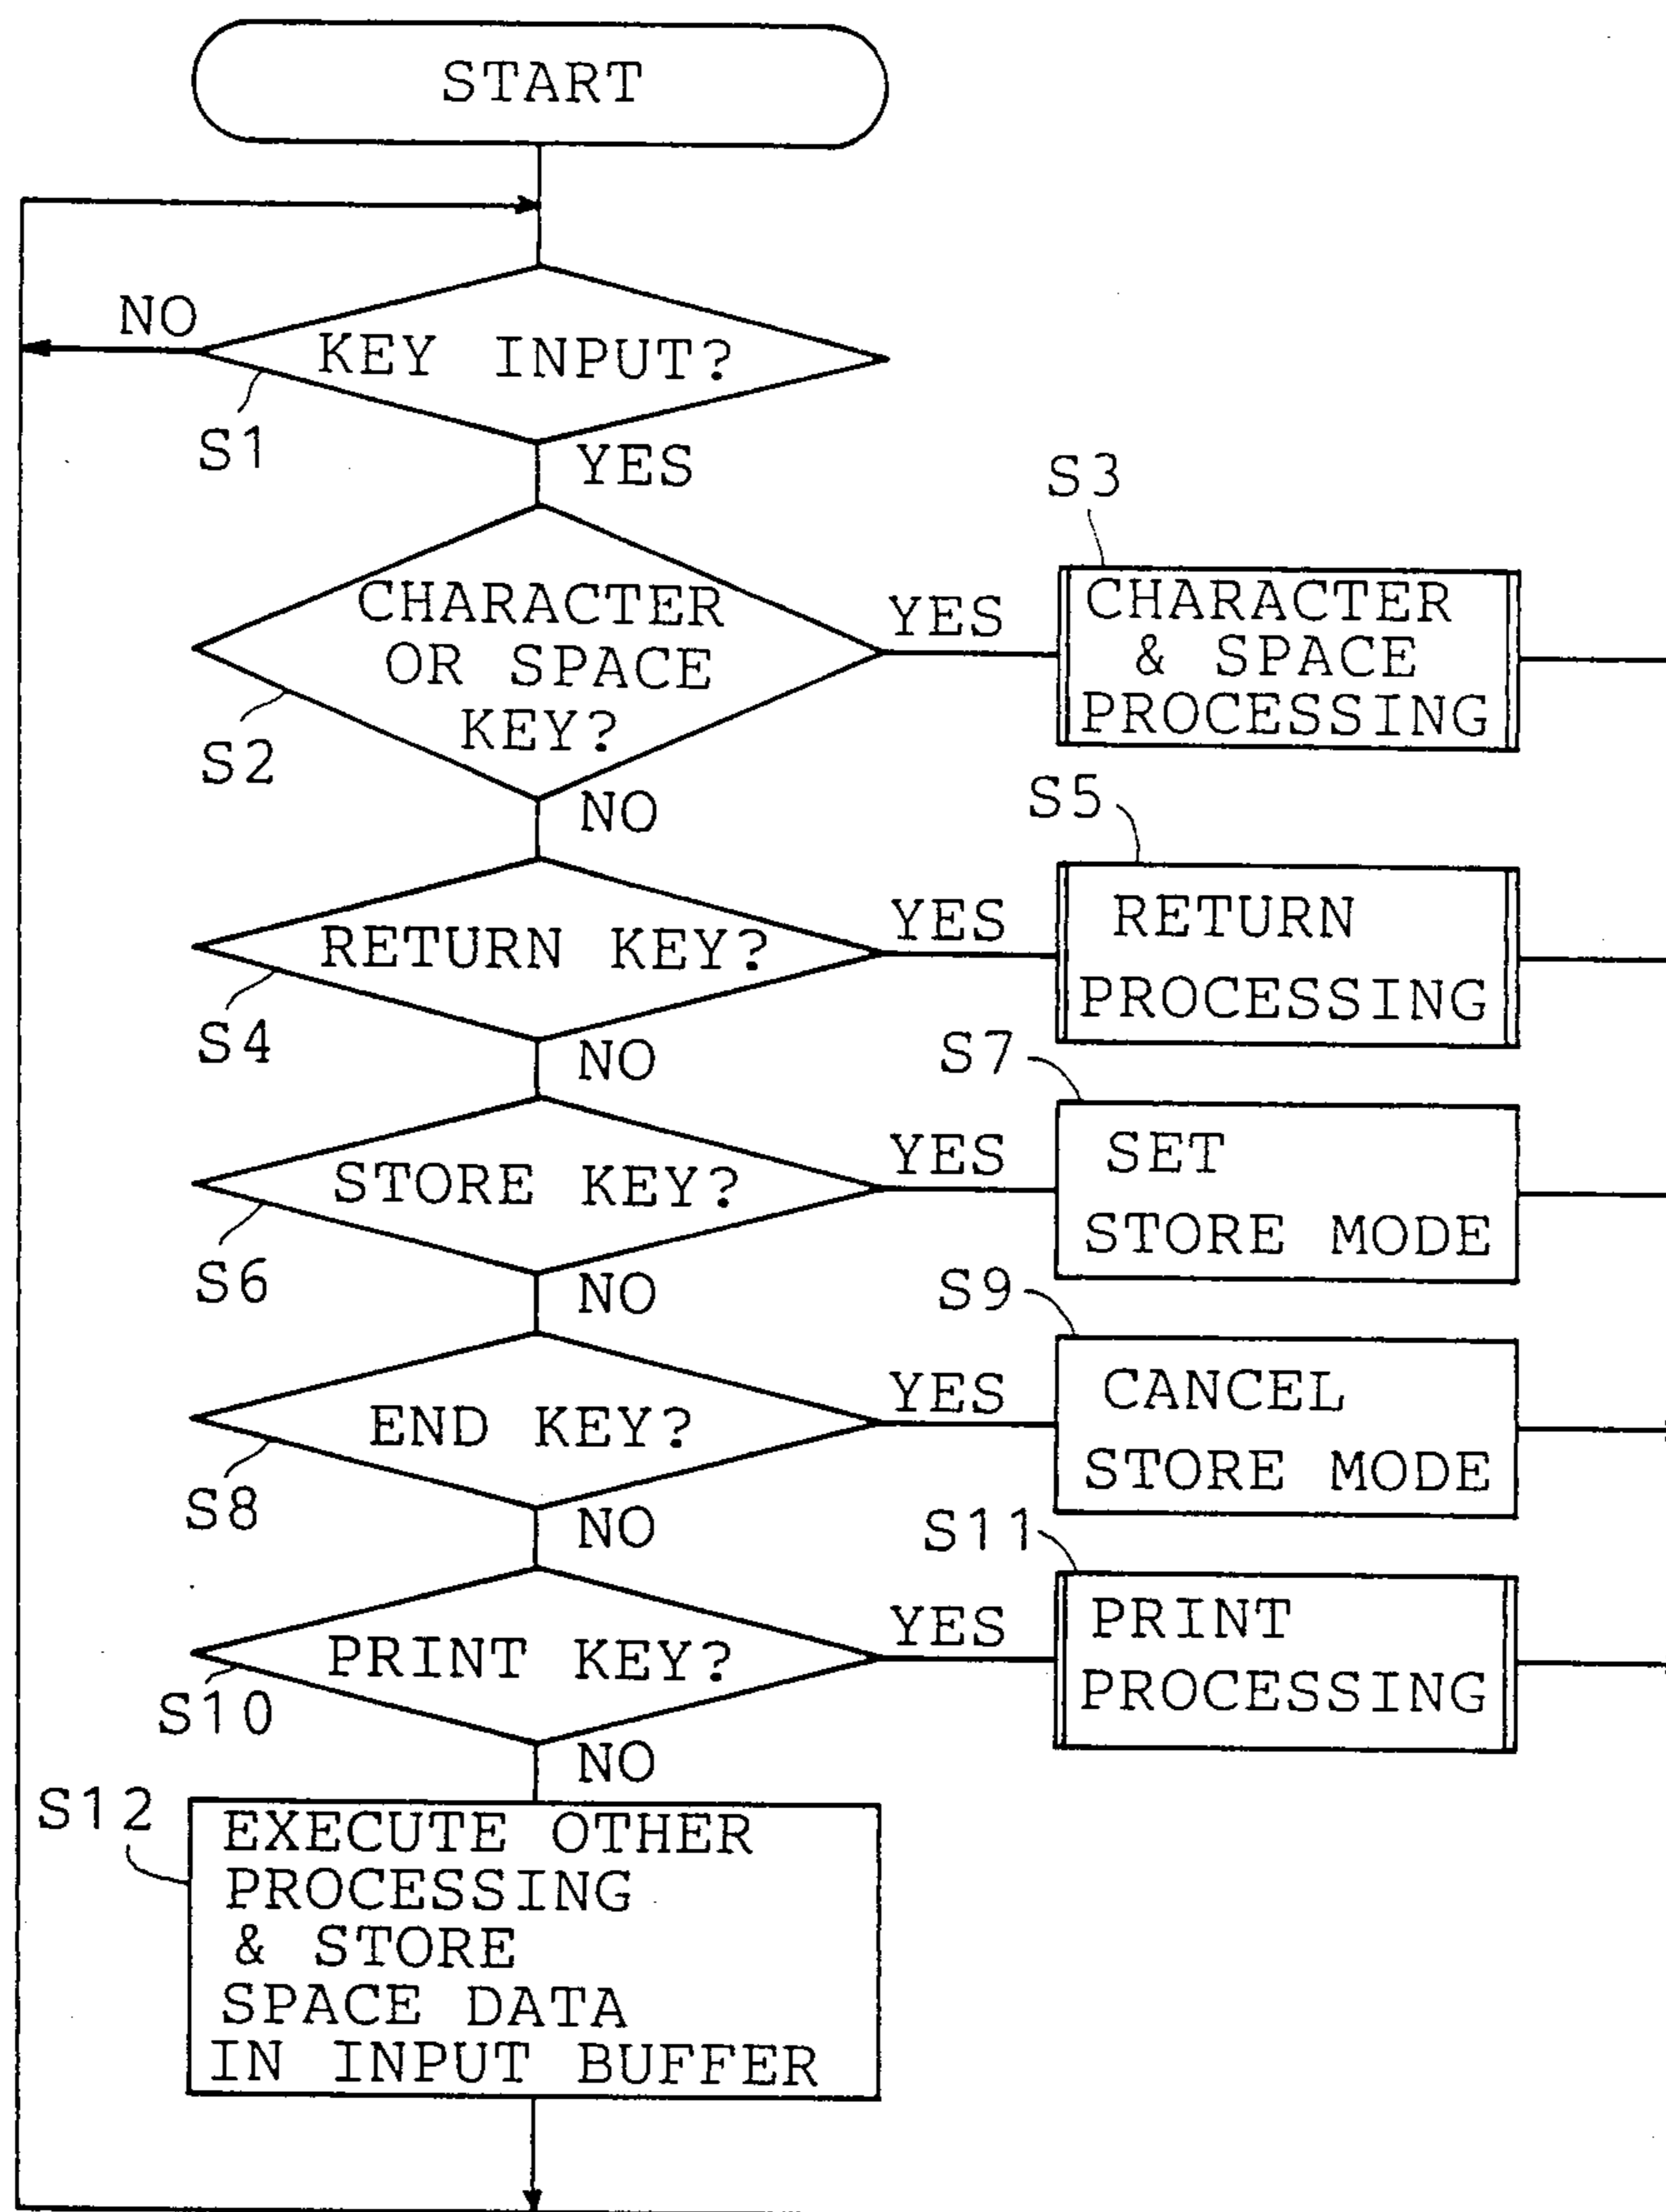 START
NO
KEY INPUT?
S1
YES
S3
CHARACTER
OR SPACE
KEY?
S2
YES
CHARACTER
& SPACE
PROCESSING
NO
S5
RETURN KEY?
S4
YES
RETURN
PROCESSING
NO
S7
STORE KEY?
S6
YES
SET
STORE MODE
NO
S9
END KEY?
S8
YES
CANCEL
STORE MODE
NO
S11
PRINT KEY?
S10
YES
PRINT
PROCESSING
NO
S12
EXECUTE OTHER
PROCESSING
& STORE
SPACE DATA
IN INPUT BUFFER